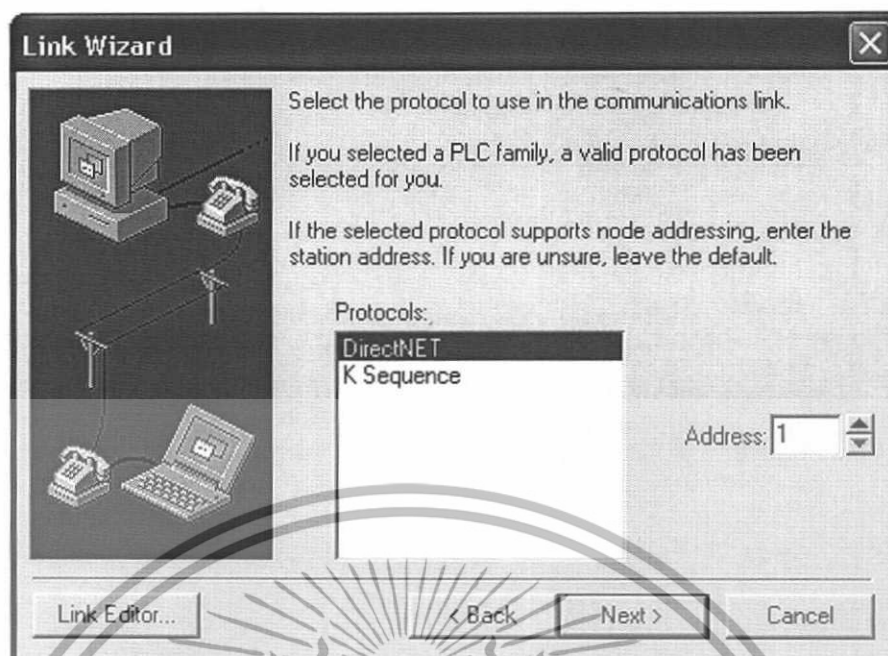 Link Wizard
Select the protocol to use in the communications link.
If you selected a PLC family, a valid protocol has been
selected for you.
If the selected protocol supports node addressing, enter the
station address. If you are unsure, leave the default.
Protocols:
DirectNET
K Sequence
Address: 1
Link Editor...
< Back
Next >
Cancel